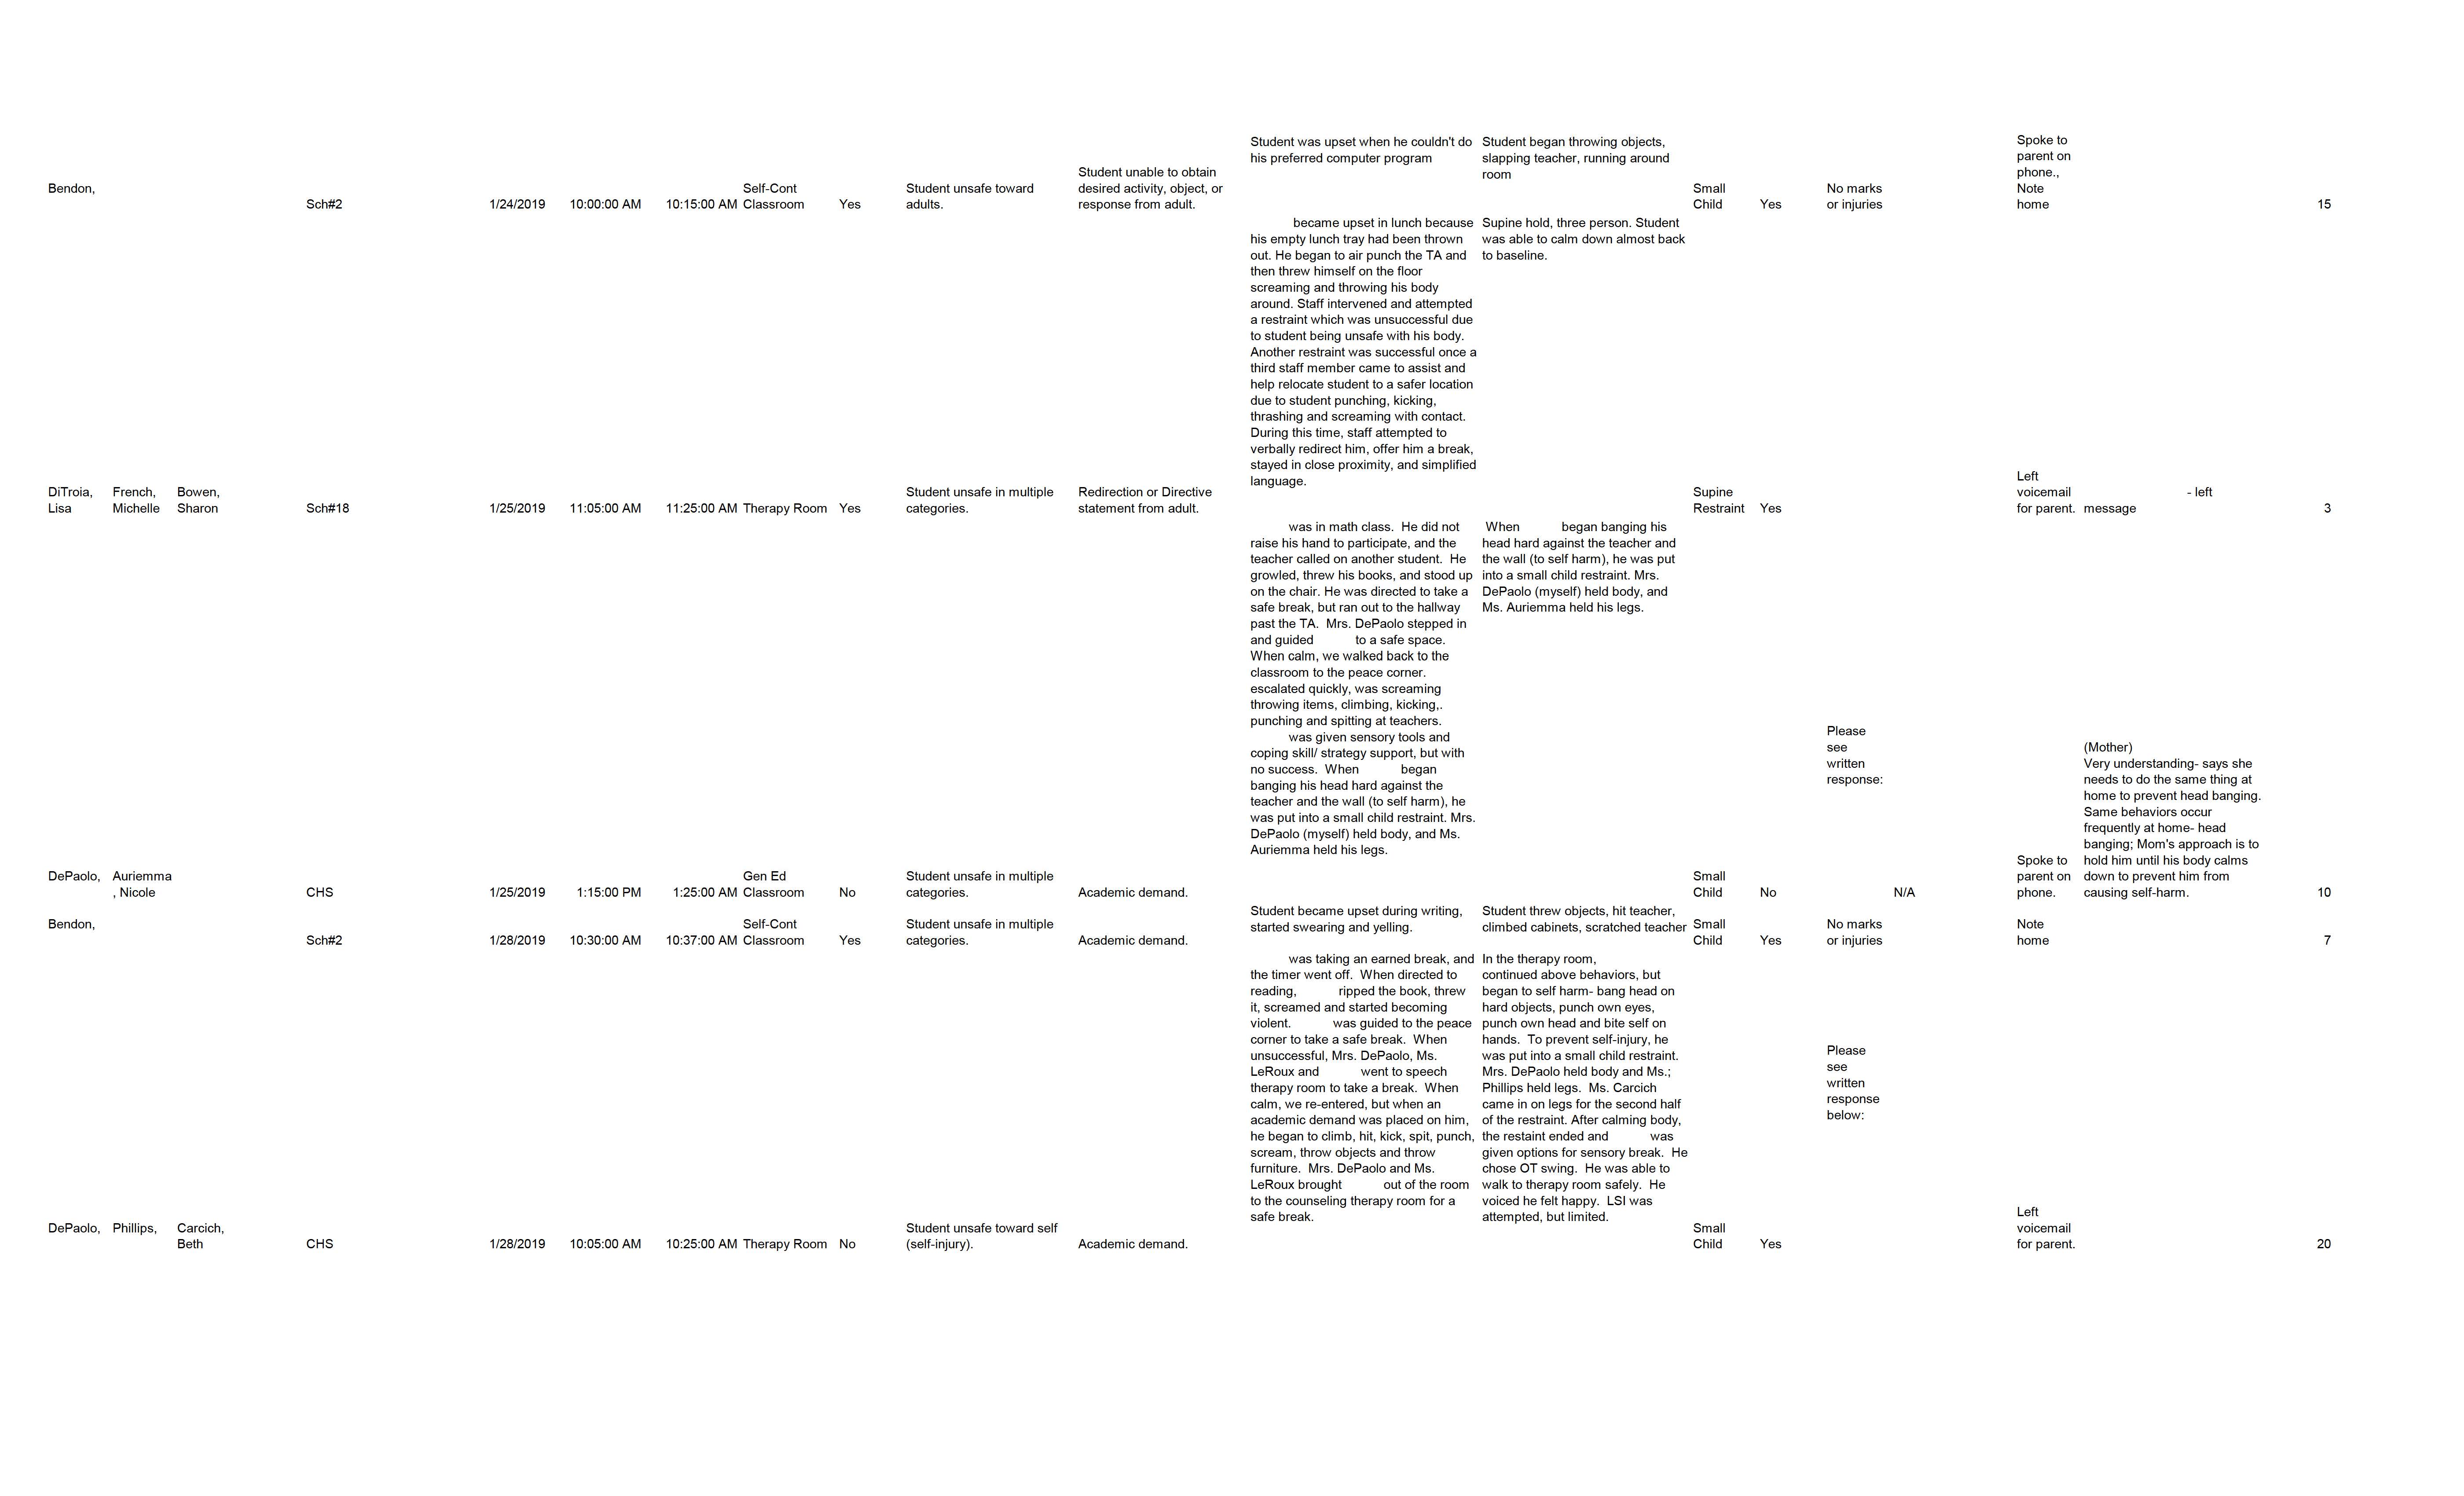 Bendon,
Sch#2
1/24/2019
10:00:00 AM
10:15:00 AM
Self-Cont
Classroom
Yes
Student unsafe toward
adults.
Student unable to obtain
desired activity, object, or
response from adult.
Student was upset when he couldn't do
his preferred computer program
Student began throwing objects,
slapping teacher, running around
room
Small
Child
Yes
No marks
or injuries
Spoke to
parent on
phone.,
Note
home
15
DiTroia,
Lisa
French,
Michelle
Bowen,
Sharon
Sch#18
1/25/2019
11:05:00 AM
11:25:00 AM
Therapy Room
Yes
Student unsafe in multiple
categories.
Redirection or Directive
statement from adult.
became upset in lunch because
his empty lunch tray had been thrown
out. He began to air punch the TA and
then threw himself on the floor
screaming and throwing his body
around. Staff intervened and attempted
a restraint which was unsuccessful due
to student being unsafe with his body.
Another restraint was successful once a
third staff member came to assist and
help relocate student to a safer location
due to student punching, kicking,
thrashing and screaming with contact.
During this time, staff attempted to
verbally redirect him, offer him a break,
stayed in close proximity, and simplified
language.
Supine hold, three person. Student
was able to calm down almost back
to baseline.
Supine
Restraint
Yes
Left
voicemail
for parent.
- left
message
3
DePaolo,
Auriemma
, Nicole
CHS
1/25/2019
1:15:00 PM
1:25:00 AM
Gen Ed
Classroom
No
Student unsafe in multiple
categories.
Academic demand.
was in math class.  He did not
raise his hand to participate, and the
teacher called on another student.  He
growled, threw his books, and stood up
on the chair. He was directed to take a
safe break, but ran out to the hallway
past the TA.  Mrs. DePaolo stepped in
and guided to a safe space.
When calm, we walked back to the
classroom to the peace corner.
escalated quickly, was screaming
throwing items, climbing, kicking,.
punching and spitting at teachers.
was given sensory tools and
coping skill/ strategy support, but with
no success.  When began
banging his head hard against the
teacher and the wall (to self harm), he
was put into a small child restraint. Mrs.
DePaolo (myself) held body, and Ms.
Auriemma held his legs.
When began banging his
head hard against the teacher and
the wall (to self harm), he was put
into a small child restraint. Mrs.
DePaolo (myself) held body, and
Ms. Auriemma held his legs.
Small
Child
No
Please
see
written
response:
N/A
Spoke to
parent on
phone.
(Mother)
Very understanding- says she
needs to do the same thing at
home to prevent head banging.
Same behaviors occur
frequently at home- head
banging; Mom's approach is to
hold him until his body calms
down to prevent him from
causing self-harm.
10
Bendon,
Sch#2
1/28/2019
10:30:00 AM
10:37:00 AM
Self-Cont
Classroom
Yes
Student unsafe in multiple
categories.
Academic demand.
Student became upset during writing,
started swearing and yelling.
Student threw objects, hit teacher,
climbed cabinets, scratched teacher
Small
Child
Yes
No marks
or injuries
Note
home
7
DePaolo,
Phillips,
Carcich,
Beth
CHS
1/28/2019
10:05:00 AM
10:25:00 AM
Therapy Room
No
Student unsafe toward self
(self-injury).
Academic demand.
was taking an earned break, and
the timer went off.  When directed to
reading, ripped the book, threw
it, screamed and started becoming
violent. was guided to the peace
corner to take a safe break.  When
unsuccessful, Mrs. DePaolo, Ms.
LeRoux and went to speech
therapy room to take a break.  When
calm, we re-entered, but when an
academic demand was placed on him,
he began to climb, hit, kick, spit, punch,
scream, throw objects and throw
furniture.  Mrs. DePaolo and Ms.
LeRoux brought out of the room
to the counseling therapy room for a
safe break.
In the therapy room,
continued above behaviors, but
began to self harm- bang head on
hard objects, punch own eyes,
punch own head and bite self on
hands.  To prevent self-injury, he
was put into a small child restraint.
Mrs. DePaolo held body and Ms.;
Phillips held legs.  Ms. Carcich
came in on legs for the second half
of the restraint. After calming body,
the restaint ended and was
given options for sensory break.  He
chose OT swing.  He was able to
walk to therapy room safely.  He
voiced he felt happy.  LSI was
attempted, but limited.
Small
Child
Yes
Please
see
written
response
below:
Left
voicemail
for parent.
20